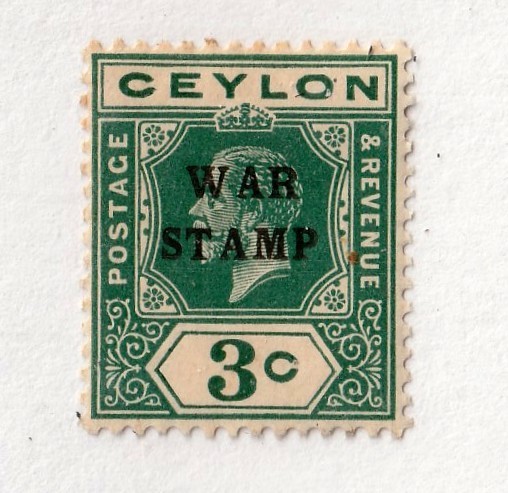 CEYLON
POSTAGE
& REVENUE
WAR
STAMP
3c